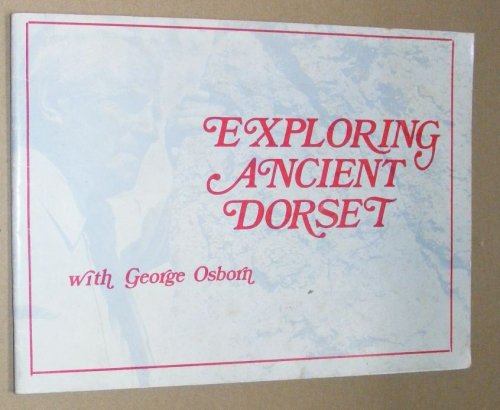 EXPLORING
ANCIENT
DORSET
with George Osborn